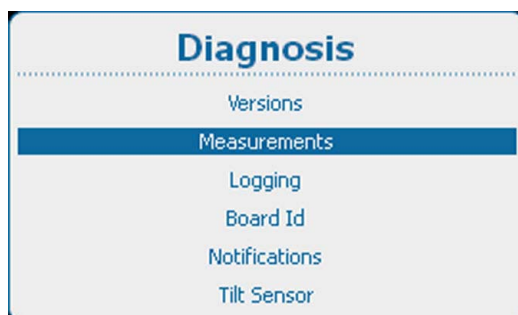 Diagnosis
Versions
Measurements
Logging
Board Id
Notifications
Tilt Sensor